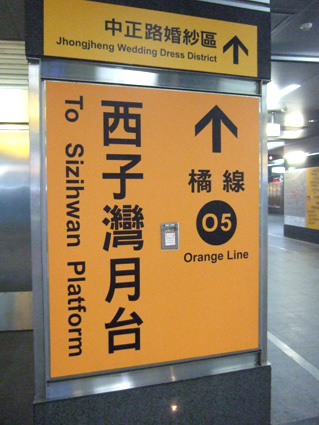 中正路婚紗區
Jhongjheng Wedding Dress District
西子灣月台
To Sizihwan Platform
橘線
O5
Orange Line